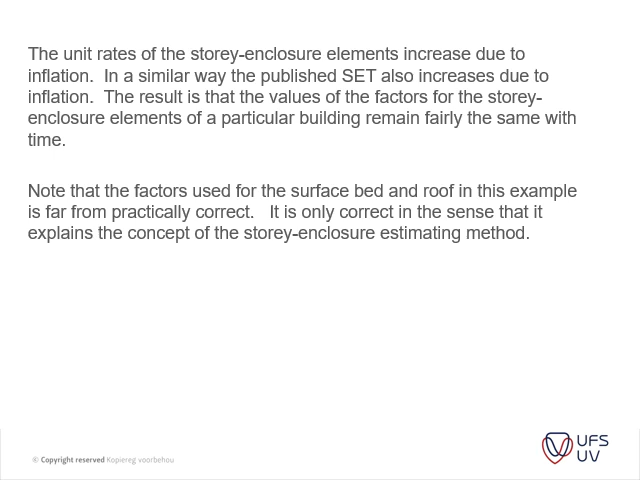 The unit rates of the storey-enclosure elements increase due to
inflation.  In a similar way the published SET also increases due to
inflation.  The result is that the values of the factors for the storey-
enclosure elements of a particular building remain fairly the same with
time.
Note that the factors used for the surface bed and roof in this example
is far from practically correct.   It is only correct in the sense that it
explains the concept of the storey-enclosure estimating method.
© Copyright reserved Kopiereg voorbehou
UFS
UV